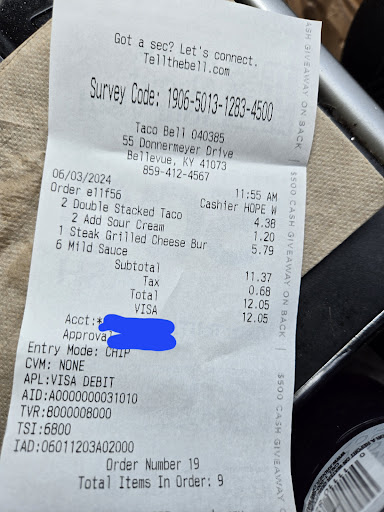 Got a sec? Let's connect.
Tellthebell.com
Survey Code: 1906-5013-1283-4500
Taco Bell 040385
55 Donnermeyer Drive
Bellevue, KY 41073
859-412-4567
06/03/2024 11:55 AM
Order e11f56 Cashier HOPE W
2 Double Stacked Taco 4.38
2 Add Sour Cream 1.20
1 Steak Grilled Cheese Bur 5.79
6 Mild Sauce
Subtotal 11.37
Tax 0.68
Total 12.05
VISA 12.05
Acct:*
Approva
Entry Mode: CHIP
CVM: NONE
APL:VISA DEBIT
AID:A0000000031010
TVR:8000008000
TSI:6800
IAD:06011203A02000
Order Number 19
Total Items In Order: 9
CASH GIVEAWAY ON BACK | $500 CASH GIVEAWAY ON BACK | $500 CASH GIVEAWAY ON BACK